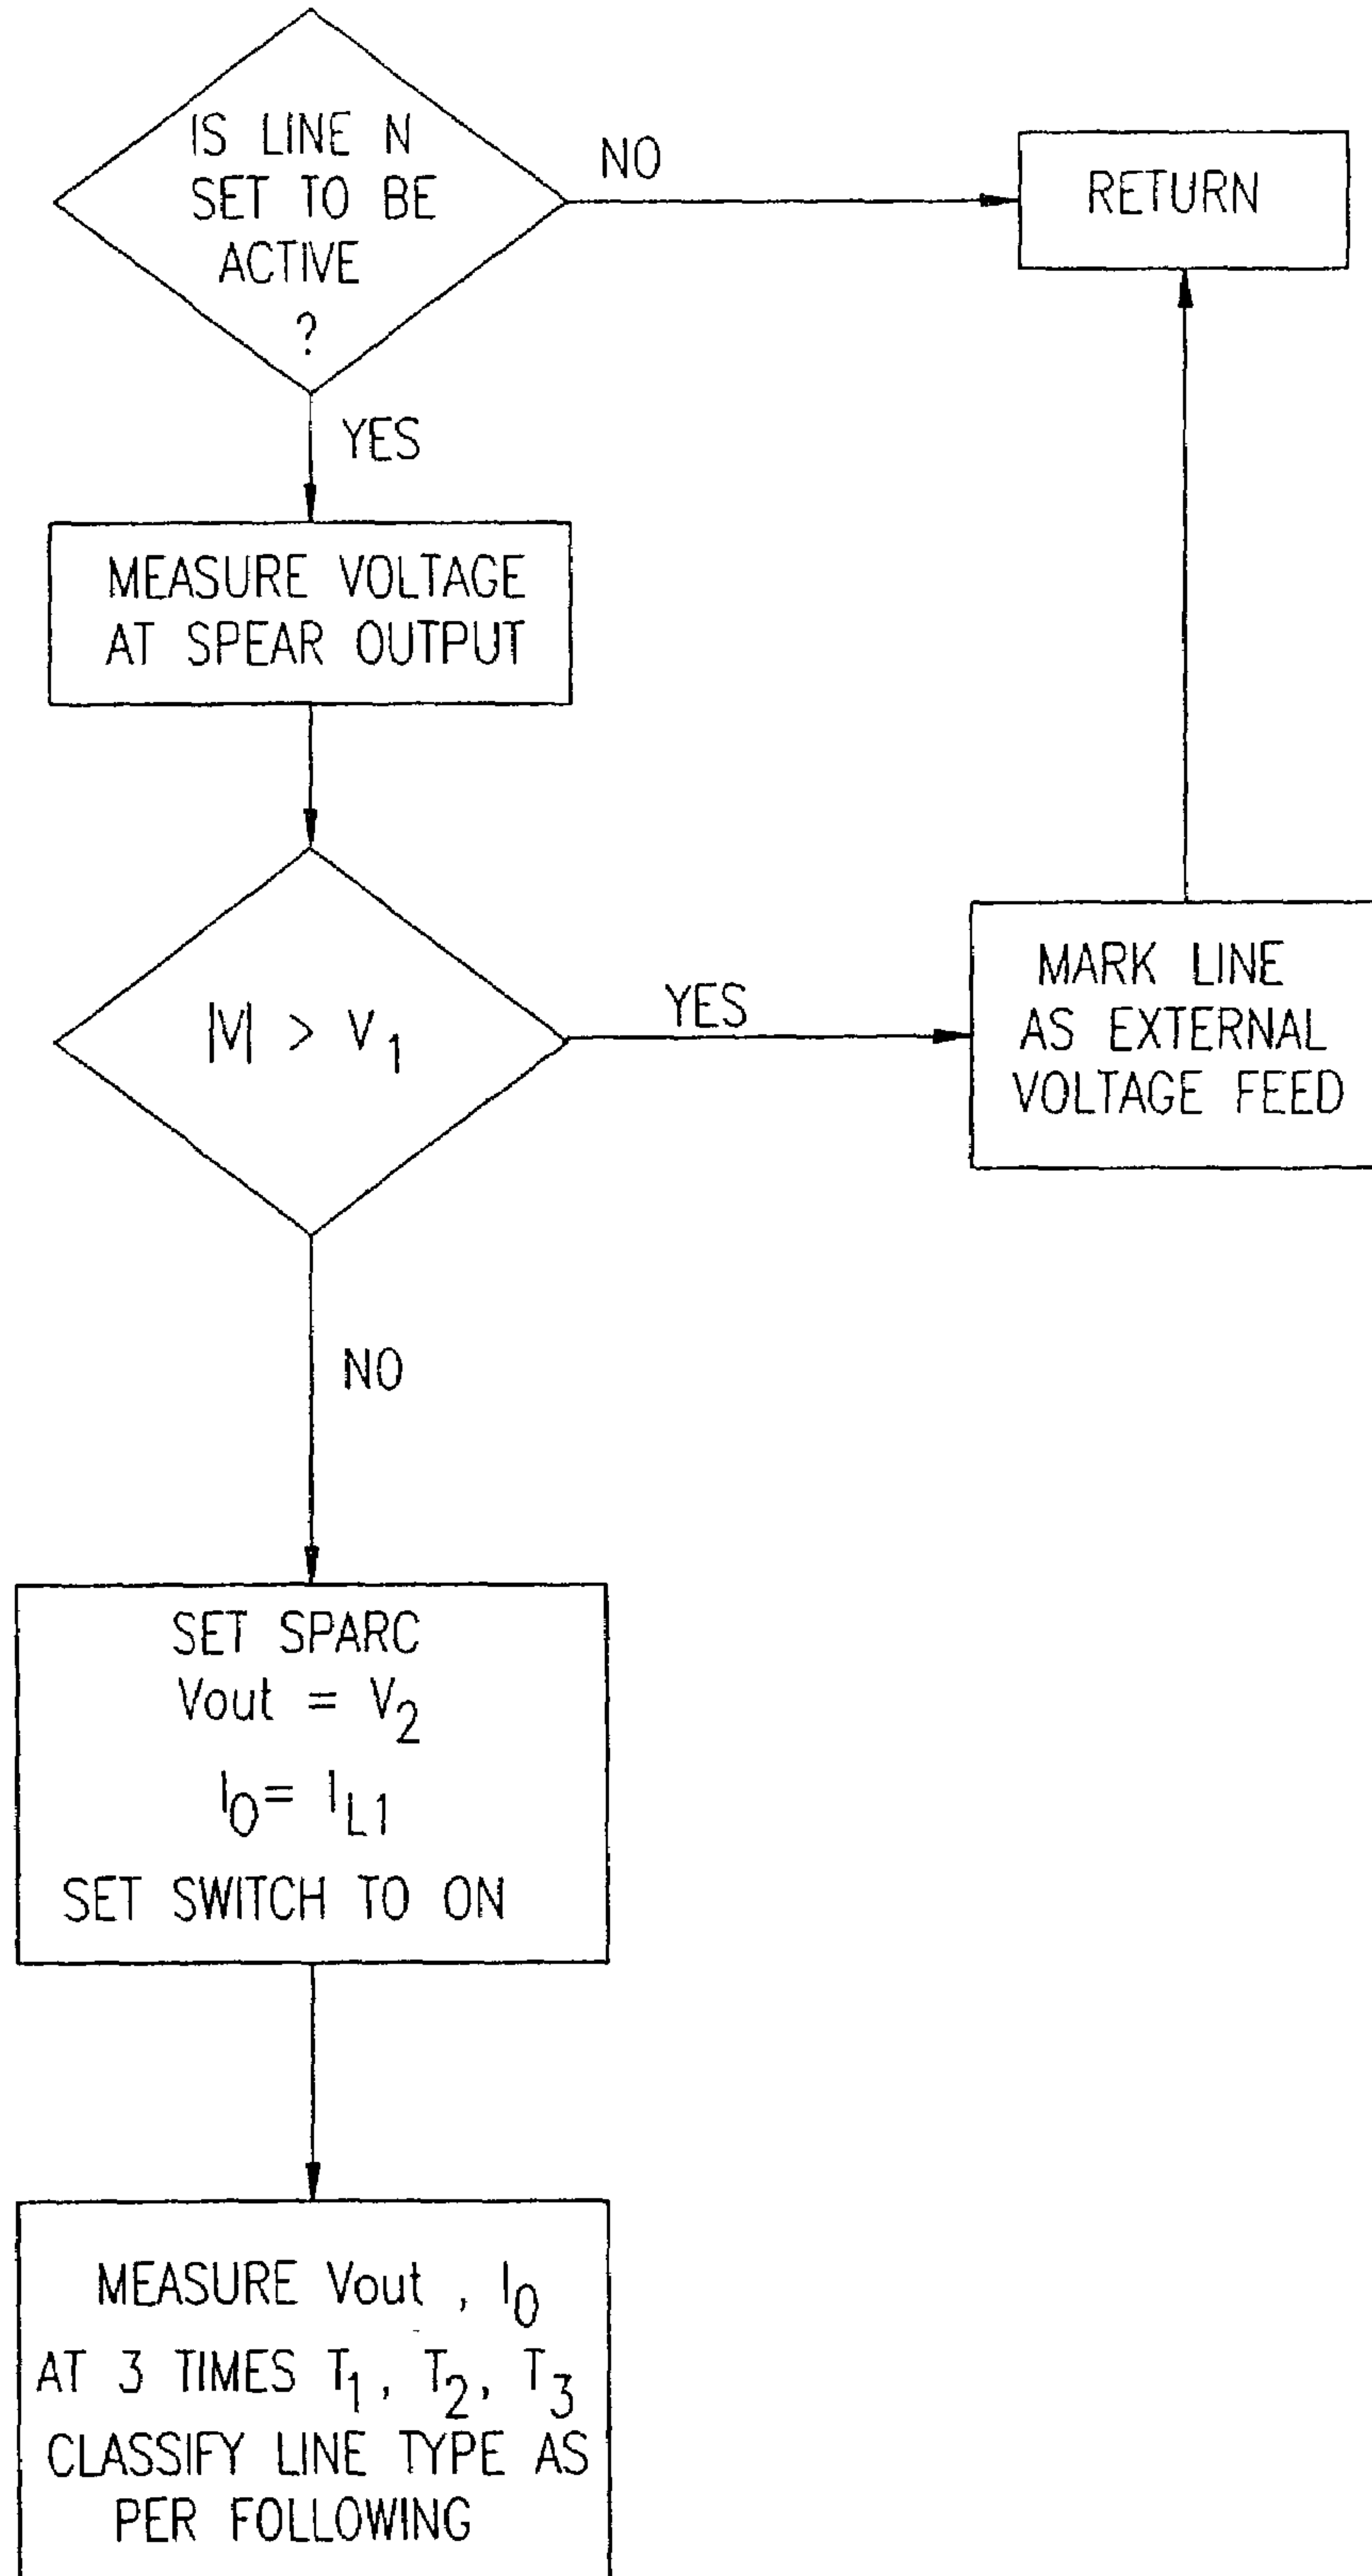 IS LINE N
SET TO BE
ACTIVE
?
NO
RETURN
YES
MEASURE VOLTAGE
AT SPEAR OUTPUT
|V| > V₁
YES
MARK LINE
AS EXTERNAL
VOLTAGE FEED
NO
SET SPARC
Vout = V₂
I₀ = I_L1
SET SWITCH TO ON
MEASURE Vout , I₀
AT 3 TIMES T₁, T₂, T₃
CLASSIFY LINE TYPE AS
PER FOLLOWING